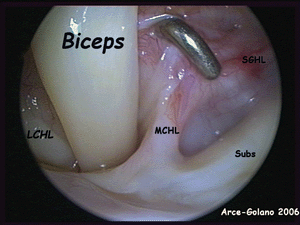 Biceps
SGHL
LCHL
MCHL
Subs
Arce-Golano 2006